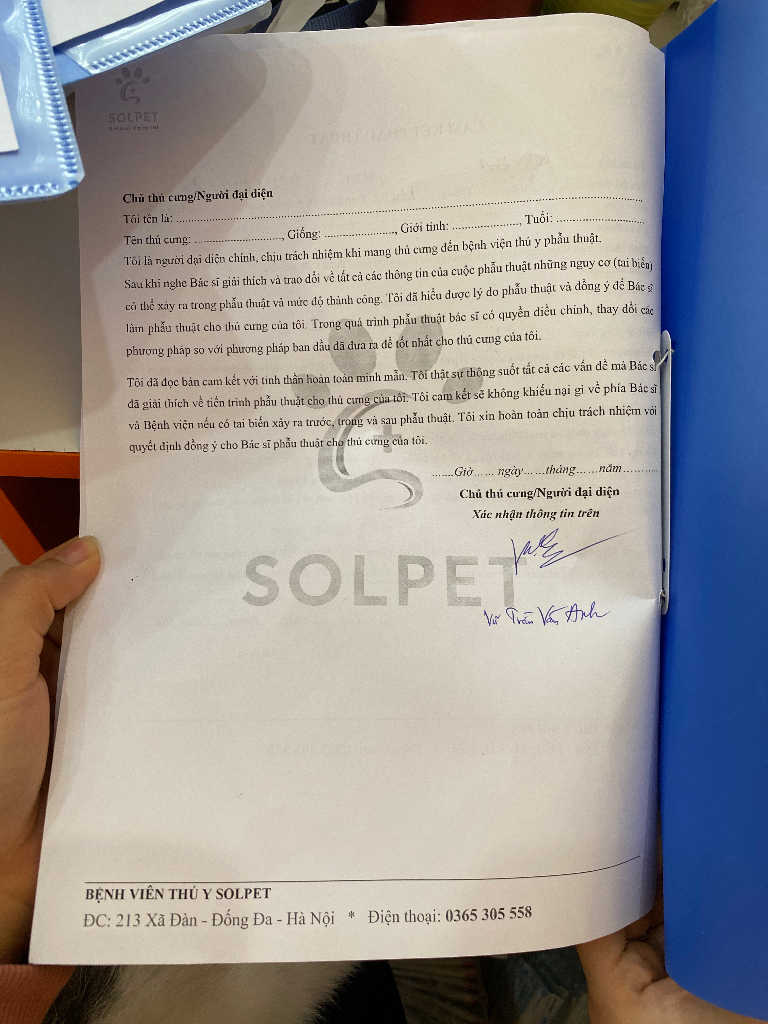 SOLPET
Animal Hospital
Chủ thú cưng/Người đại diện
Tôi tên là: ...............................................................
Tên thú cưng: ........................., Giống: ....................., Giới tính: ...................., Tuổi: .........................
Tôi là người đại diện chính, chịu trách nhiệm khi mang thú cưng đến bệnh viện thú y phẫu thuật.
Sau khi nghe Bác sĩ giải thích và trao đổi về tất cả các thông tin của cuộc phẫu thuật những nguy cơ (tai biến)
có thể xảy ra trong phẫu thuật và mức độ thành công. Tôi đã hiểu được lý do phẫu thuật và đồng ý để Bác sĩ
làm phẫu thuật cho thú cưng của tôi. Trong quá trình phẫu thuật bác sĩ có quyền điều chỉnh, thay đổi các
phương pháp so với phương pháp ban đầu đã đưa ra để tốt nhất cho thú cưng của tôi.
Tôi đã đọc bản cam kết với tinh thần hoàn toàn minh mẫn. Tôi thật sự thông suốt tất cả các vấn đề mà Bác sĩ
đã giải thích về tiến trình phẫu thuật cho thú cưng của tôi. Tôi cam kết sẽ không khiếu nại gì về phía Bác sĩ
và Bệnh viện nếu có tai biến xảy ra trước, trong và sau phẫu thuật. Tôi xin hoàn toàn chịu trách nhiệm với
quyết định đồng ý cho Bác sĩ phẫu thuật cho thú cưng của tôi.
.......Giờ...... ngày......tháng......năm...........
Chủ thú cưng/Người đại diện
Xác nhận thông tin trên
SOLPET
Vũ Trần Vân Anh
BỆNH VIÊN THÚ Y SOLPET
ĐC: 213 Xã Đàn - Đống Đa - Hà Nội * Điện thoại: 0365 305 558